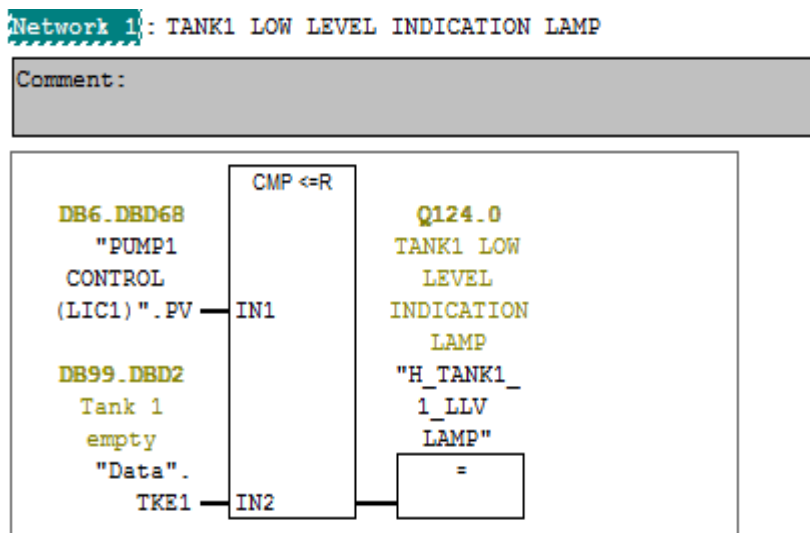 Network 1: TANK1 LOW LEVEL INDICATION LAMP
Comment:
CMP <=R
DB6.DBD68
"PUMP1
CONTROL
(LIC1)".PV
IN1
DB99.DBD2
Tank 1
empty
"Data".
TKE1
IN2
Q124.0
TANK1 LOW
LEVEL
INDICATION
LAMP
"H_TANK1_
1_LLV
LAMP"
=